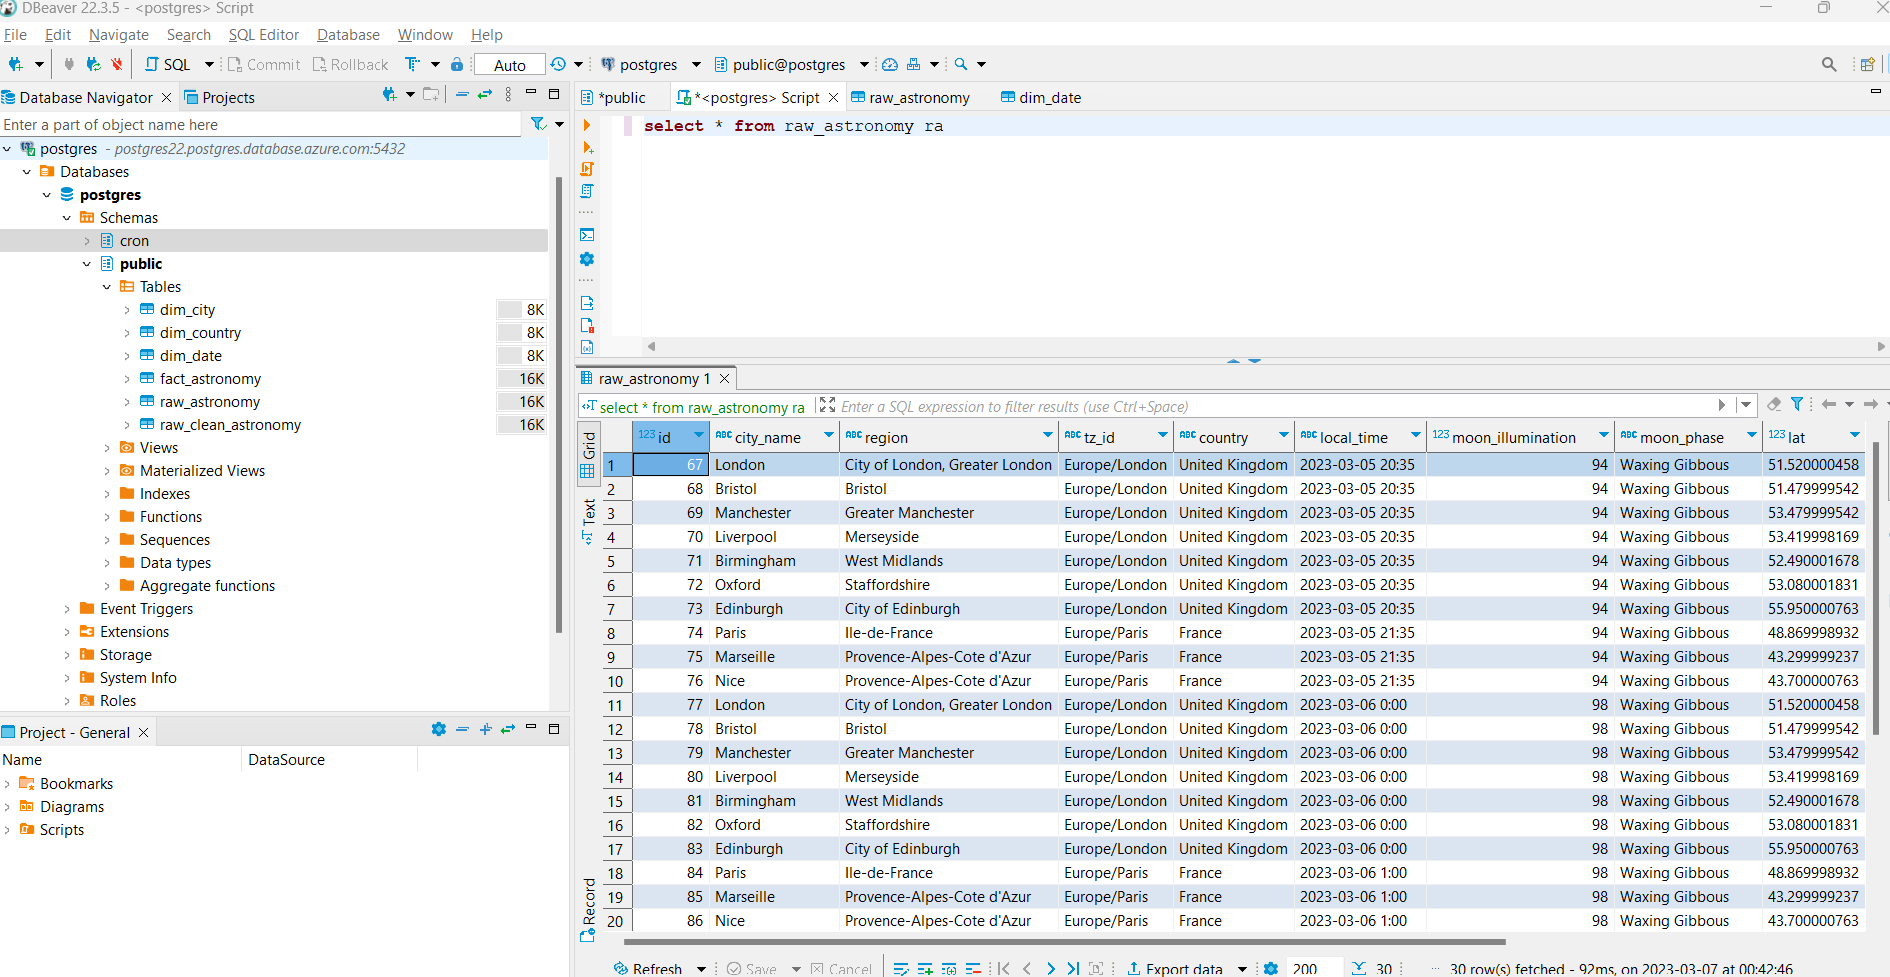 DBeaver 22.3.5 - <postgres> Script
File Edit Navigate Search SQL Editor Database Window Help
SQL Commit Rollback Auto postgres public@postgres
Database Navigator Projects
Enter a part of object name here
postgres - postgres22.postgres.database.azure.com:5432
Databases
postgres
Schemas
cron
public
Tables
dim_city 8K
dim_country 8K
dim_date 8K
fact_astronomy 16K
raw_astronomy 16K
raw_clean_astronomy 16K
Views
Materialized Views
Indexes
Functions
Sequences
Data types
Aggregate functions
Event Triggers
Extensions
Storage
System Info
Roles
Project - General
Name DataSource
Bookmarks
Diagrams
Scripts
*public *<postgres> Script raw_astronomy dim_date
select * from raw_astronomy ra
raw_astronomy 1
select * from raw_astronomy ra Enter a SQL expression to filter results (use Ctrl+Space)
Grid
Text
Record
123 id ABC city_name ABC region ABC tz_id ABC country ABC local_time 123 moon_illumination ABC moon_phase 123 lat
1 67 London City of London, Greater London Europe/London United Kingdom 2023-03-05 20:35 94 Waxing Gibbous 51.520000458
2 68 Bristol Bristol Europe/London United Kingdom 2023-03-05 20:35 94 Waxing Gibbous 51.479999542
3 69 Manchester Greater Manchester Europe/London United Kingdom 2023-03-05 20:35 94 Waxing Gibbous 53.479999542
4 70 Liverpool Merseyside Europe/London United Kingdom 2023-03-05 20:35 94 Waxing Gibbous 53.419998169
5 71 Birmingham West Midlands Europe/London United Kingdom 2023-03-05 20:35 94 Waxing Gibbous 52.490001678
6 72 Oxford Staffordshire Europe/London United Kingdom 2023-03-05 20:35 94 Waxing Gibbous 53.080001831
7 73 Edinburgh City of Edinburgh Europe/London United Kingdom 2023-03-05 20:35 94 Waxing Gibbous 55.950000763
8 74 Paris Ile-de-France Europe/Paris France 2023-03-05 21:35 94 Waxing Gibbous 48.869998932
9 75 Marseille Provence-Alpes-Cote d'Azur Europe/Paris France 2023-03-05 21:35 94 Waxing Gibbous 43.299999237
10 76 Nice Provence-Alpes-Cote d'Azur Europe/Paris France 2023-03-05 21:35 94 Waxing Gibbous 43.700000763
11 77 London City of London, Greater London Europe/London United Kingdom 2023-03-06 0:00 98 Waxing Gibbous 51.520000458
12 78 Bristol Bristol Europe/London United Kingdom 2023-03-06 0:00 98 Waxing Gibbous 51.479999542
13 79 Manchester Greater Manchester Europe/London United Kingdom 2023-03-06 0:00 98 Waxing Gibbous 53.479999542
14 80 Liverpool Merseyside Europe/London United Kingdom 2023-03-06 0:00 98 Waxing Gibbous 53.419998169
15 81 Birmingham West Midlands Europe/London United Kingdom 2023-03-06 0:00 98 Waxing Gibbous 52.490001678
16 82 Oxford Staffordshire Europe/London United Kingdom 2023-03-06 0:00 98 Waxing Gibbous 53.080001831
17 83 Edinburgh City of Edinburgh Europe/London United Kingdom 2023-03-06 0:00 98 Waxing Gibbous 55.950000763
18 84 Paris Ile-de-France Europe/Paris France 2023-03-06 1:00 98 Waxing Gibbous 48.869998932
19 85 Marseille Provence-Alpes-Cote d'Azur Europe/Paris France 2023-03-06 1:00 98 Waxing Gibbous 43.299999237
20 86 Nice Provence-Alpes-Cote d'Azur Europe/Paris France 2023-03-06 1:00 98 Waxing Gibbous 43.700000763
Refresh Save Cancel Export data 200 30 30 row(s) fetched - 92ms, on 2023-03-07 at 00:42:46